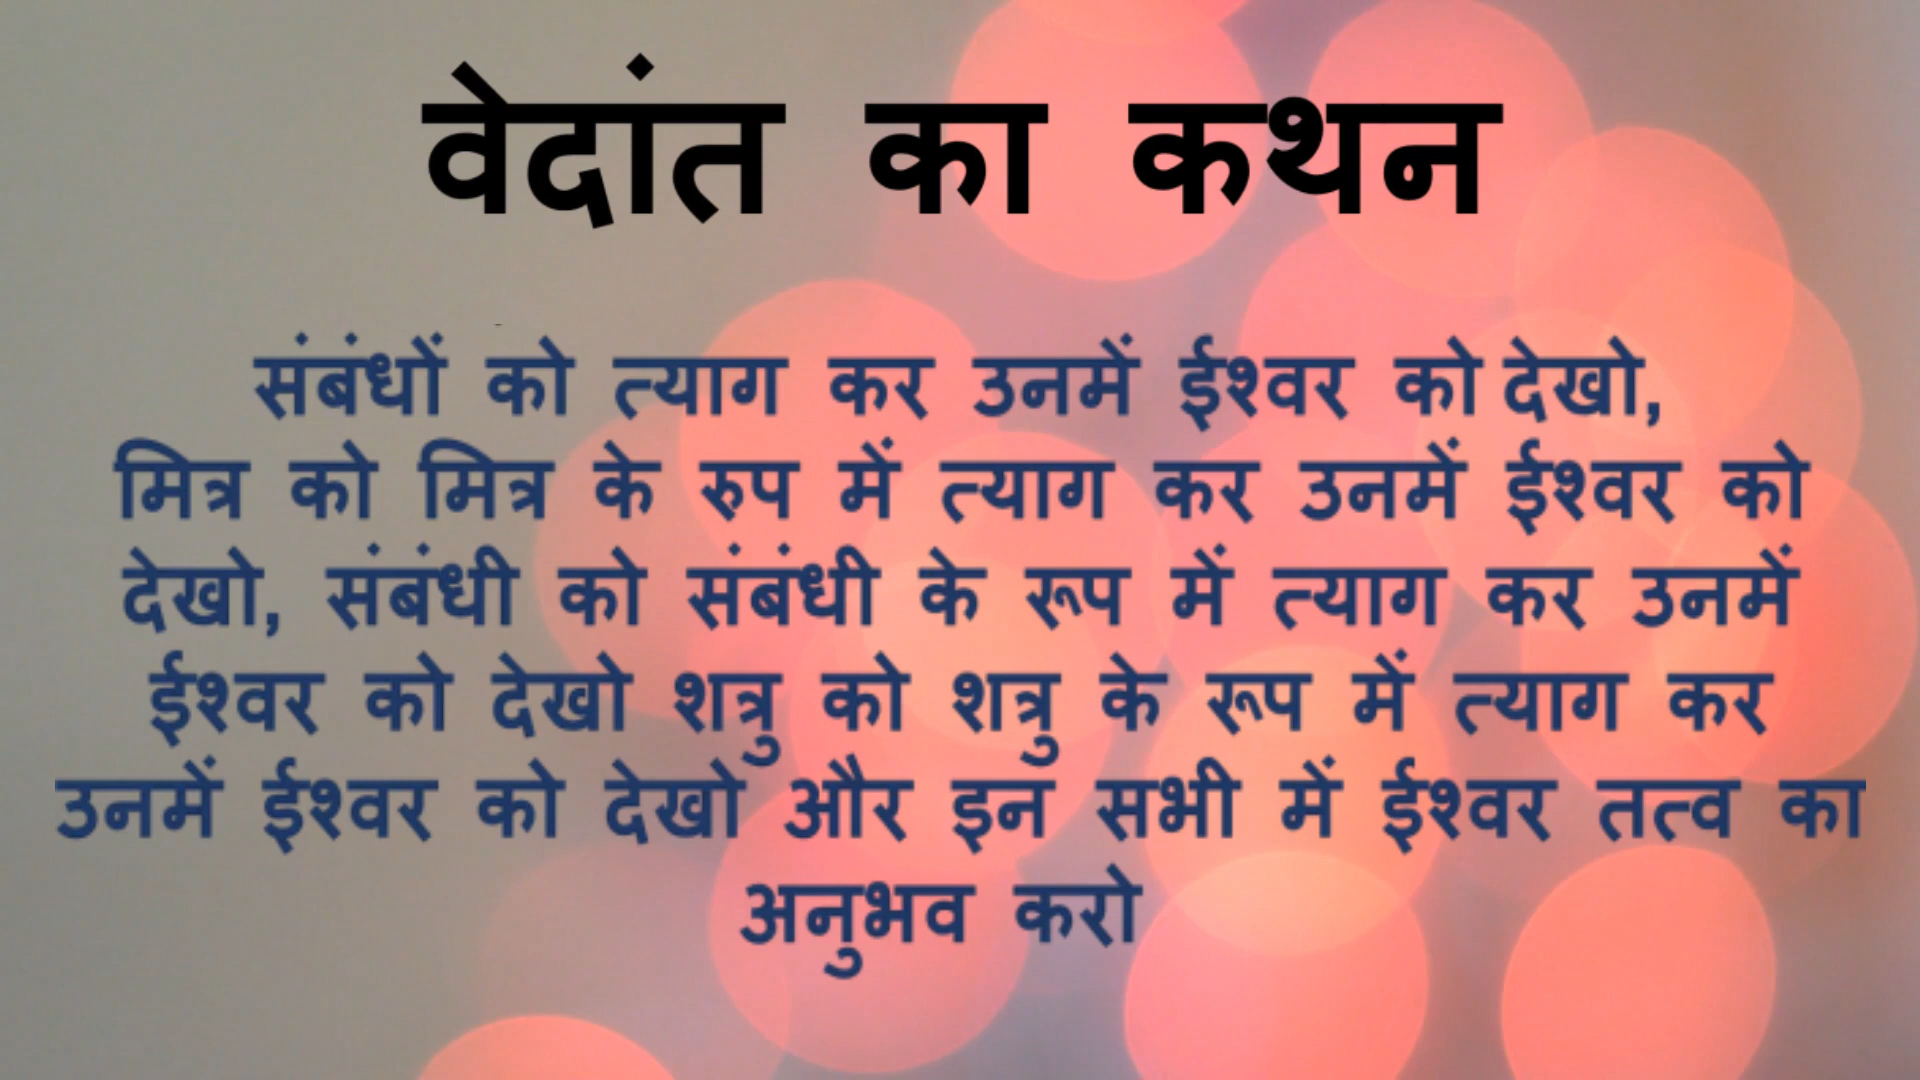 वेदांत का कथन
संबंधों को त्याग कर उनमें ईश्वर को देखो,
मित्र को मित्र के रुप में त्याग कर उनमें ईश्वर को
देखो, संबंधी को संबंधी के रूप में त्याग कर उनमें
ईश्वर को देखो शत्रु को शत्रु के रूप में त्याग कर
उनमें ईश्वर को देखो और इन सभी में ईश्वर तत्व का
अनुभव करो